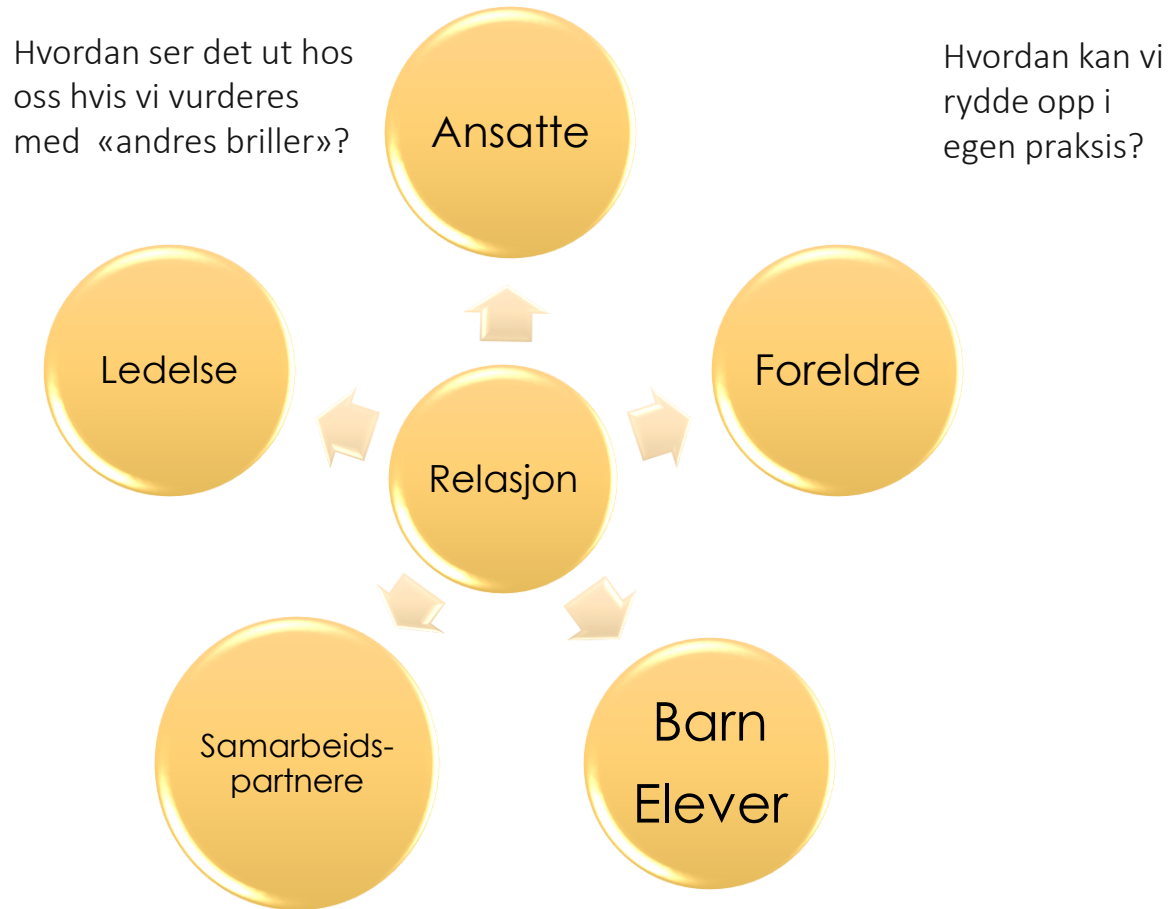 Hvordan ser det ut hos
oss hvis vi vurderes
med «andres briller»?
Hvordan kan vi
rydde opp i
egen praksis?
Ansatte
Ledelse
Foreldre
Relasjon
Samarbeids-
partnere
Barn
Elever